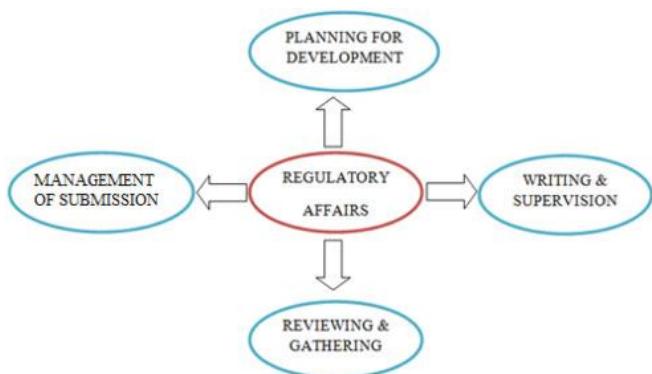 PLANNING FOR
DEVELOPMENT
MANAGEMENT
OF SUBMISSION
REGULATORY
AFFAIRS
WRITING &
SUPERVISION
REVIEWING &
GATHERING